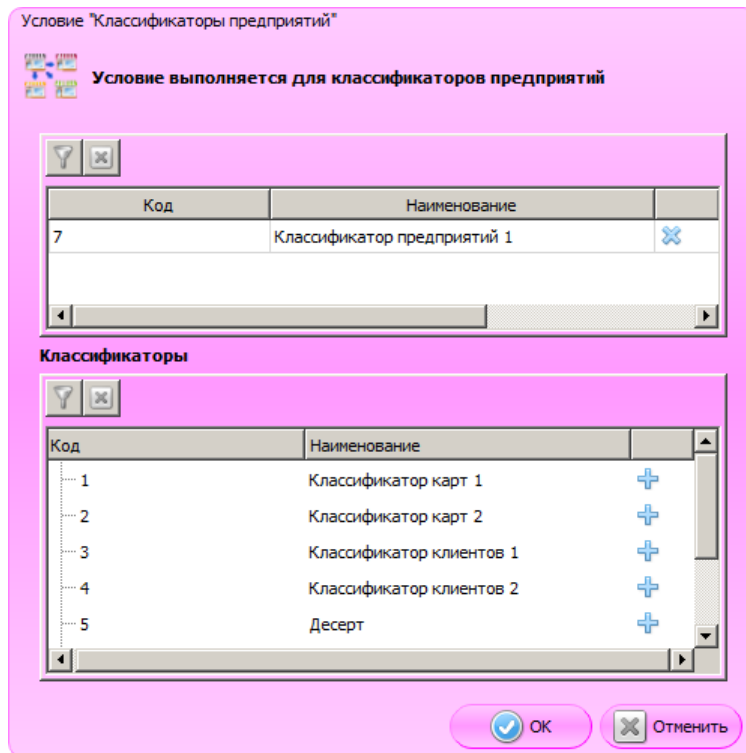 Условие "Классификаторы предприятий"
Условие выполняется для классификаторов предприятий
Код Наименование
7 Классификатор предприятий 1
Классификаторы
Код Наименование
1 Классификатор карт 1
2 Классификатор карт 2
3 Классификатор клиентов 1
4 Классификатор клиентов 2
5 Десерт
ОК Отменить